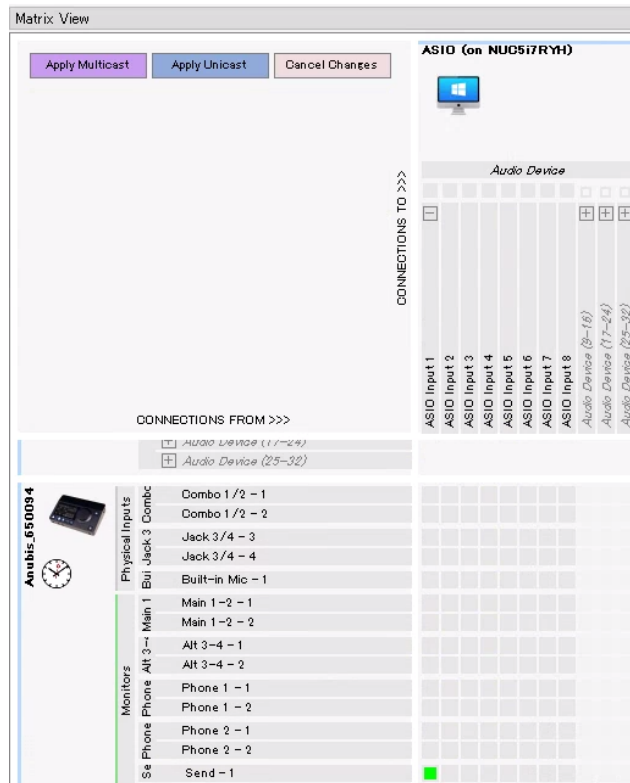 Matrix View
Apply Multicast
Apply Unicast
Cancel Changes
ASIO (on NUC5i7RYH)
Audio Device
CONNECTIONS TO >>>
ASIO Input 1
ASIO Input 2
ASIO Input 3
ASIO Input 4
ASIO Input 5
ASIO Input 6
ASIO Input 7
ASIO Input 8
Audio Device (9-16)
Audio Device (17-24)
Audio Device (25-32)
CONNECTIONS FROM >>>
Audio Device (17-24)
Audio Device (25-32)
Anubis_650094
Physical Inputs
Combo
Combo 1/2 - 1
Combo 1/2 - 2
Jack 3
Jack 3/4 - 3
Jack 3/4 - 4
Bui
Built-in Mic - 1
Monitors
Main 1
Main 1-2 - 1
Main 1-2 - 2
Alt 3-4
Alt 3-4 - 1
Alt 3-4 - 2
Phone
Phone 1 - 1
Phone 1 - 2
Phone
Phone 2 - 1
Phone 2 - 2
Se
Send - 1